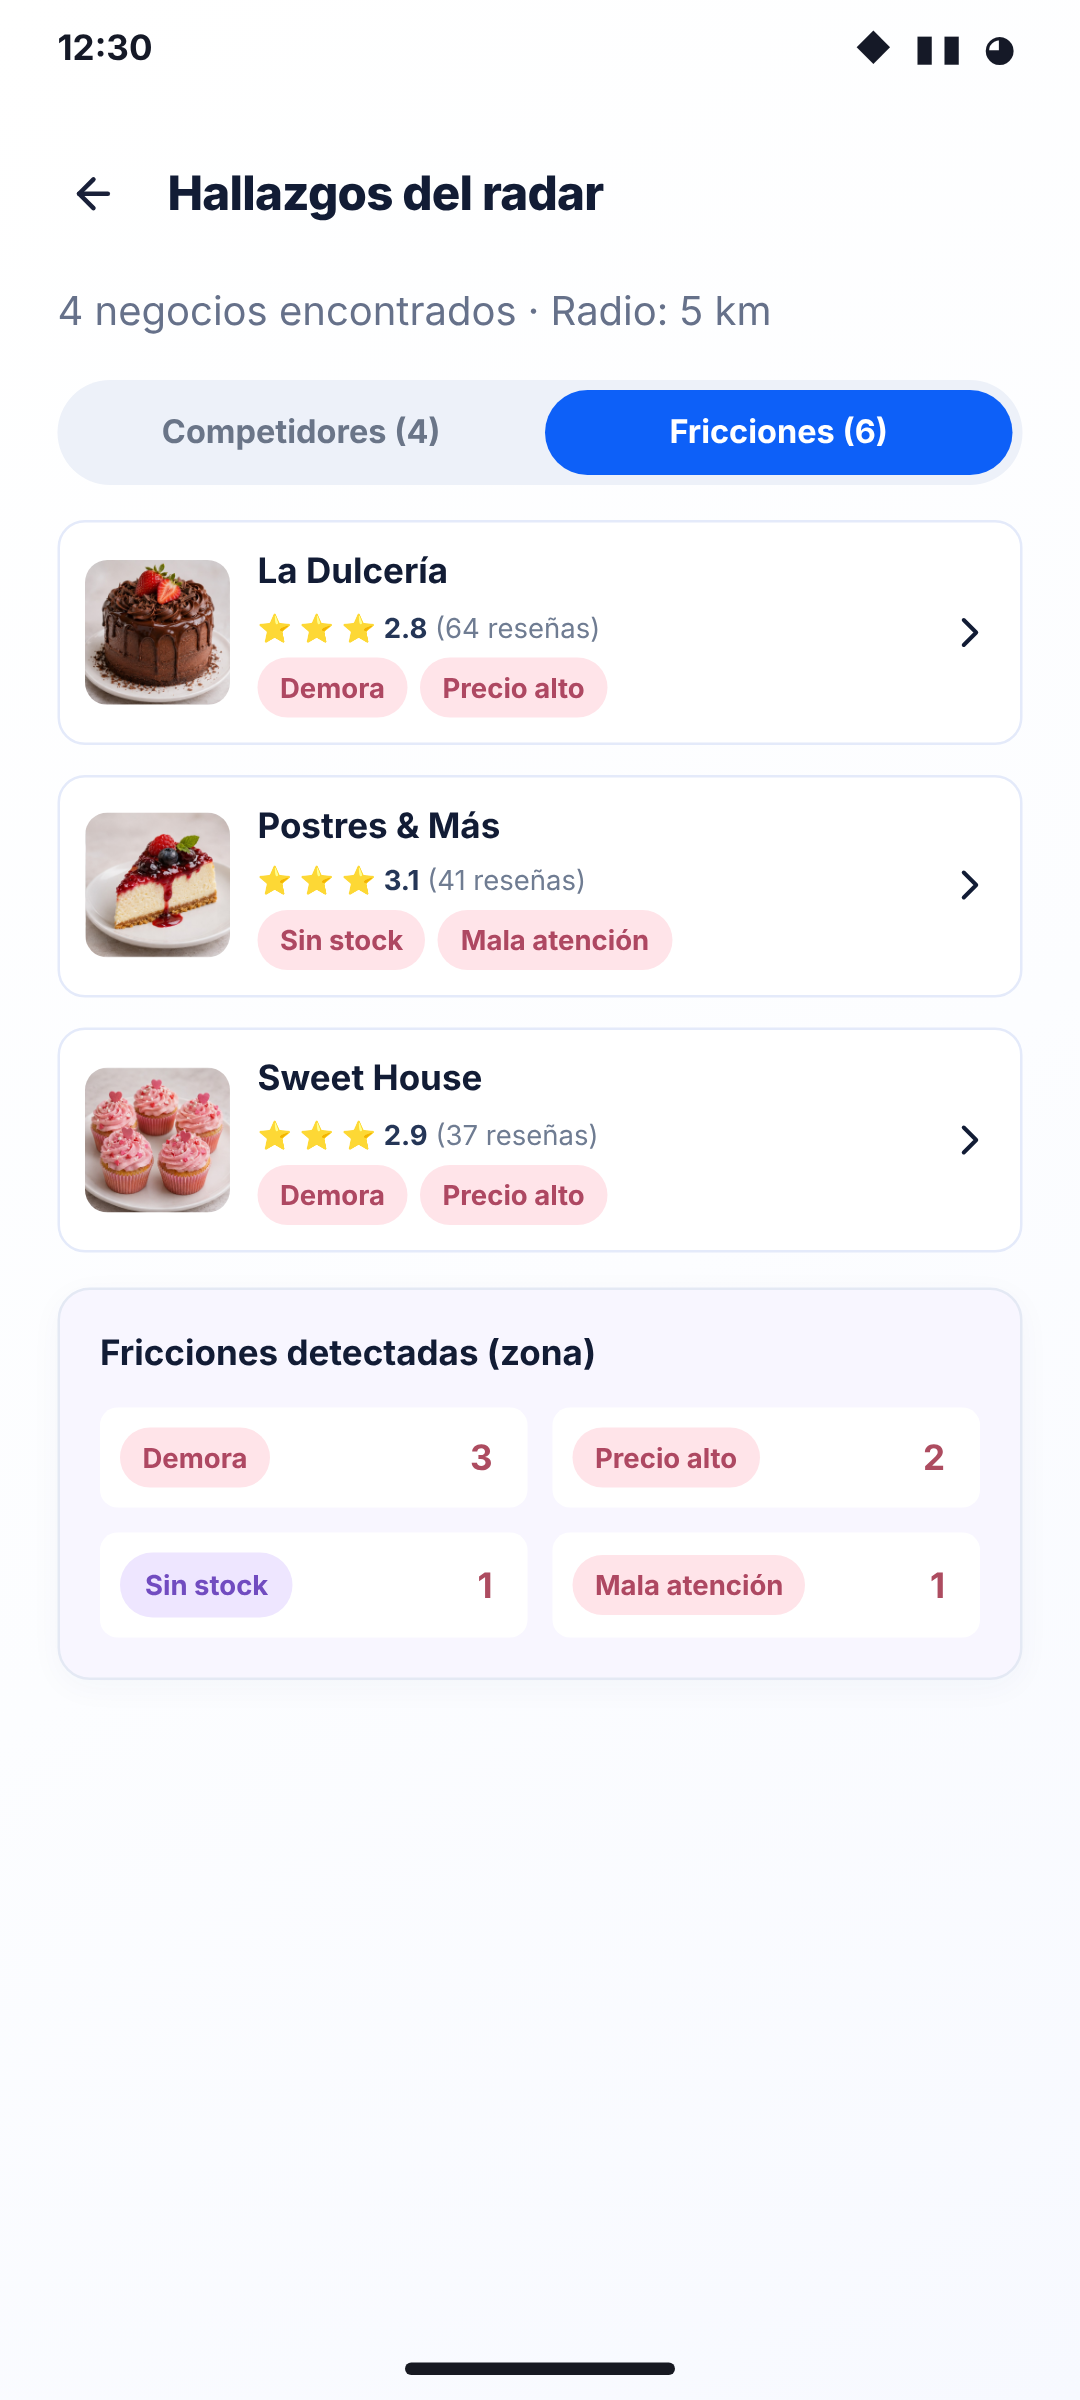 12:30
Hallazgos del radar
4 negocios encontrados · Radio: 5 km
Competidores (4) Fricciones (6)
La Dulcería
⭐ ⭐ ⭐ 2.8 (64 reseñas)
Demora Precio alto
Postres & Más
⭐ ⭐ ⭐ 3.1 (41 reseñas)
Sin stock Mala atención
Sweet House
⭐ ⭐ ⭐ 2.9 (37 reseñas)
Demora Precio alto
Fricciones detectadas (zona)
Demora 3 Precio alto 2
Sin stock 1 Mala atención 1